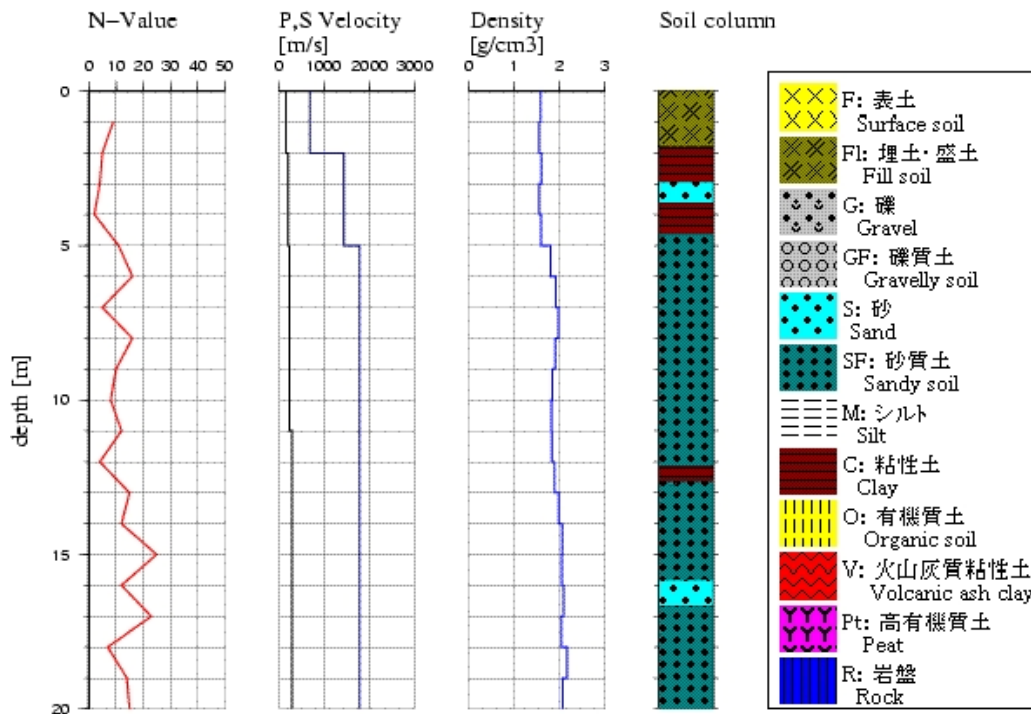 N-Value
P,S Velocity
[m/s]
Density
[g/cm3]
Soil column
0 10 20 30 40 50
0 1000 2000 3000
0 1 2 3
0
5
10
15
20
depth [m]
F: 表土
Surface soil
Fl: 埋土・盛土
Fill soil
G: 礫
Gravel
GF: 礫質土
Gravelly soil
S: 砂
Sand
SF: 砂質土
Sandy soil
M: シルト
Silt
C: 粘性土
Clay
O: 有機質土
Organic soil
V: 火山灰質粘性土
Volcanic ash clay
Pt: 高有機質土
Peat
R: 岩盤
Rock